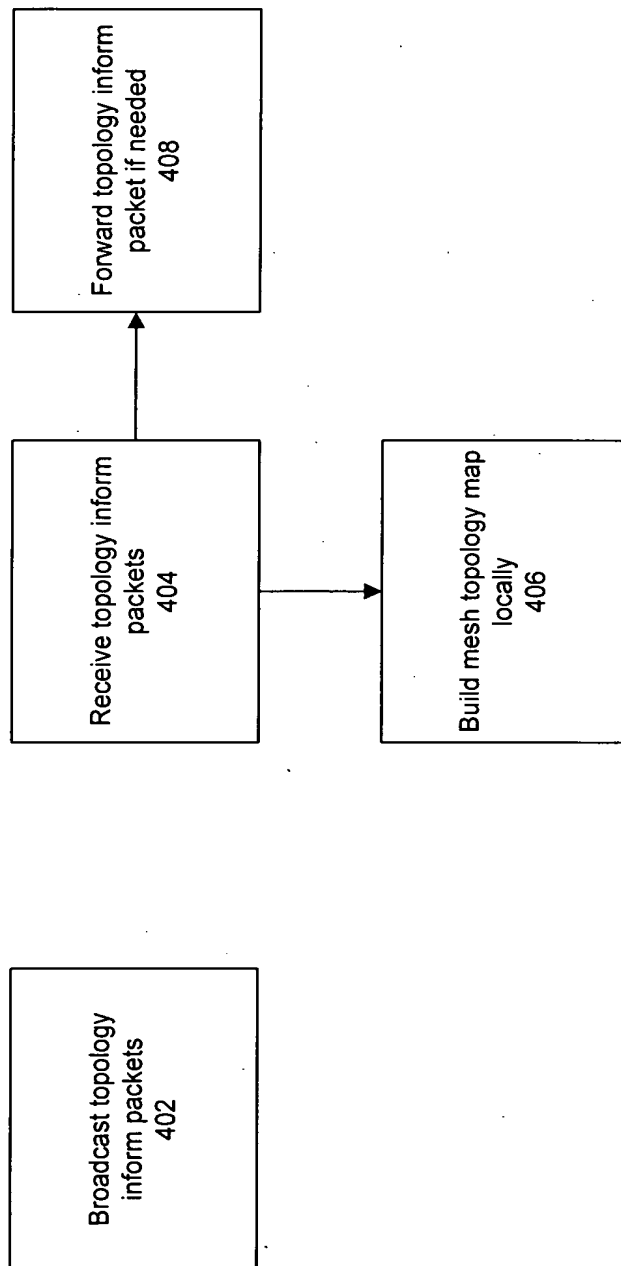 Broadcast topology
inform packets
402
Receive topology inform
packets
404
Forward topology inform
packet if needed
408
Build mesh topology map
locally
406